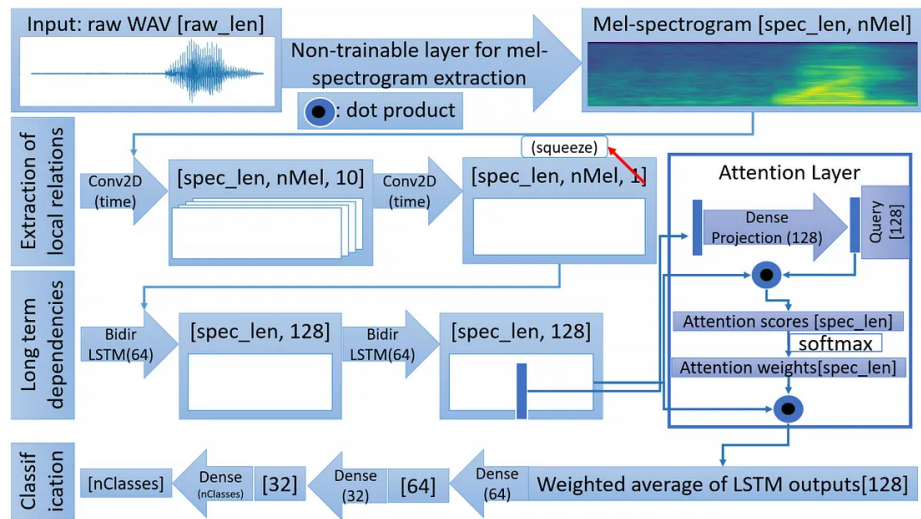 Input: raw WAV [raw_len]
Non-trainable layer for mel-
spectrogram extraction
Mel-spectrogram [spec_len, nMel]
: dot product
Extraction of
local relations
Conv2D
(time)
[spec_len, nMel, 10]
Conv2D
(time)
(squeeze)
[spec_len, nMel, 1]
Attention Layer
Dense
Projection (128)
Query
[128]
Attention scores [spec_len]
softmax
Attention weights[spec_len]
Long term
dependencies
Bidir
LSTM(64)
[spec_len, 128]
Bidir
LSTM(64)
[spec_len, 128]
Classif
ication
[nClasses]
Dense
(nClasses)
[32]
Dense
(32)
[64]
Dense
(64)
Weighted average of LSTM outputs[128]